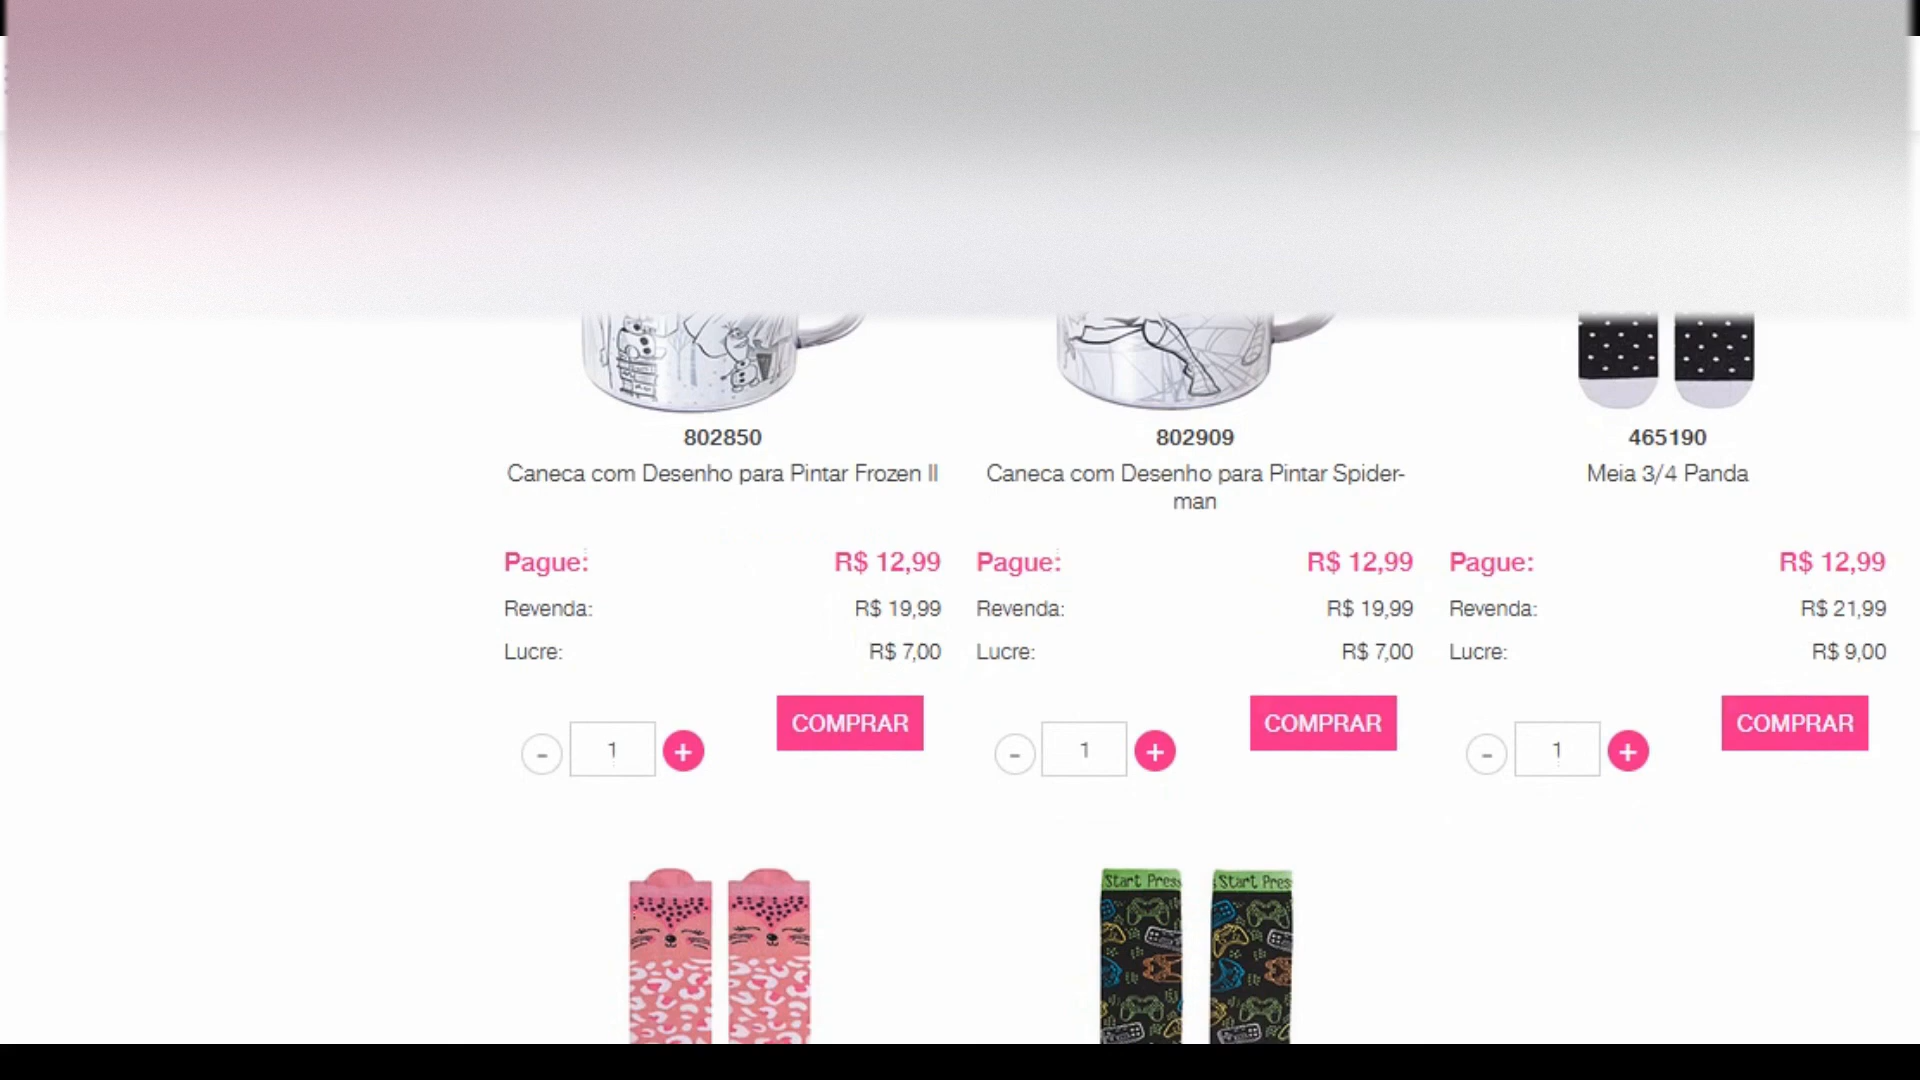 802850
Caneca com Desenho para Pintar Frozen II
Pague: R$ 12,99
Revenda: R$ 19,99
Lucre: R$ 7,00
- 1 + COMPRAR
802909
Caneca com Desenho para Pintar Spider-
man
Pague: R$ 12,99
Revenda: R$ 19,99
Lucre: R$ 7,00
- 1 + COMPRAR
465190
Meia 3/4 Panda
Pague: R$ 12,99
Revenda: R$ 21,99
Lucre: R$ 9,00
- 1 + COMPRAR
Start Press
Start Pres